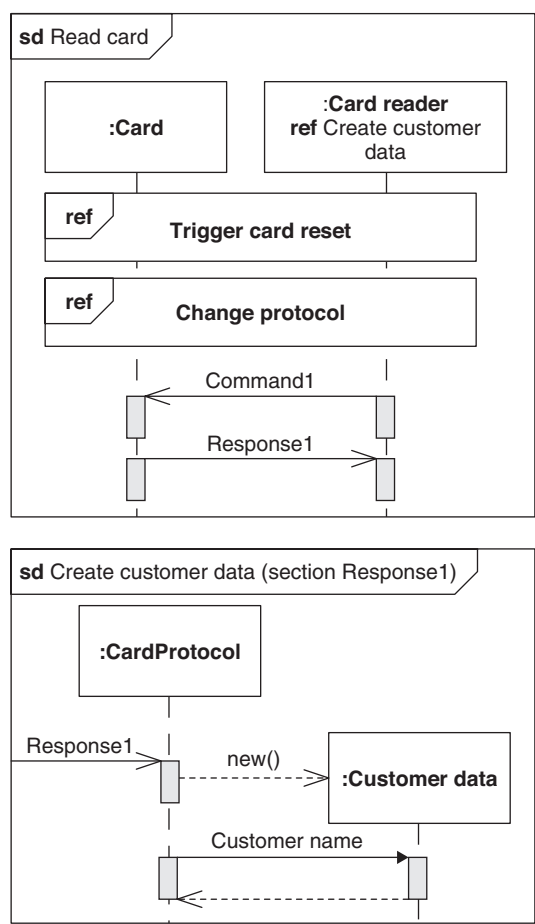 sd Read card
:Card
:Card reader
ref Create customer
data
ref
Trigger card reset
ref
Change protocol
Command1
Response1
sd Create customer data (section Response1)
:CardProtocol
Response1
new()
:Customer data
Customer name